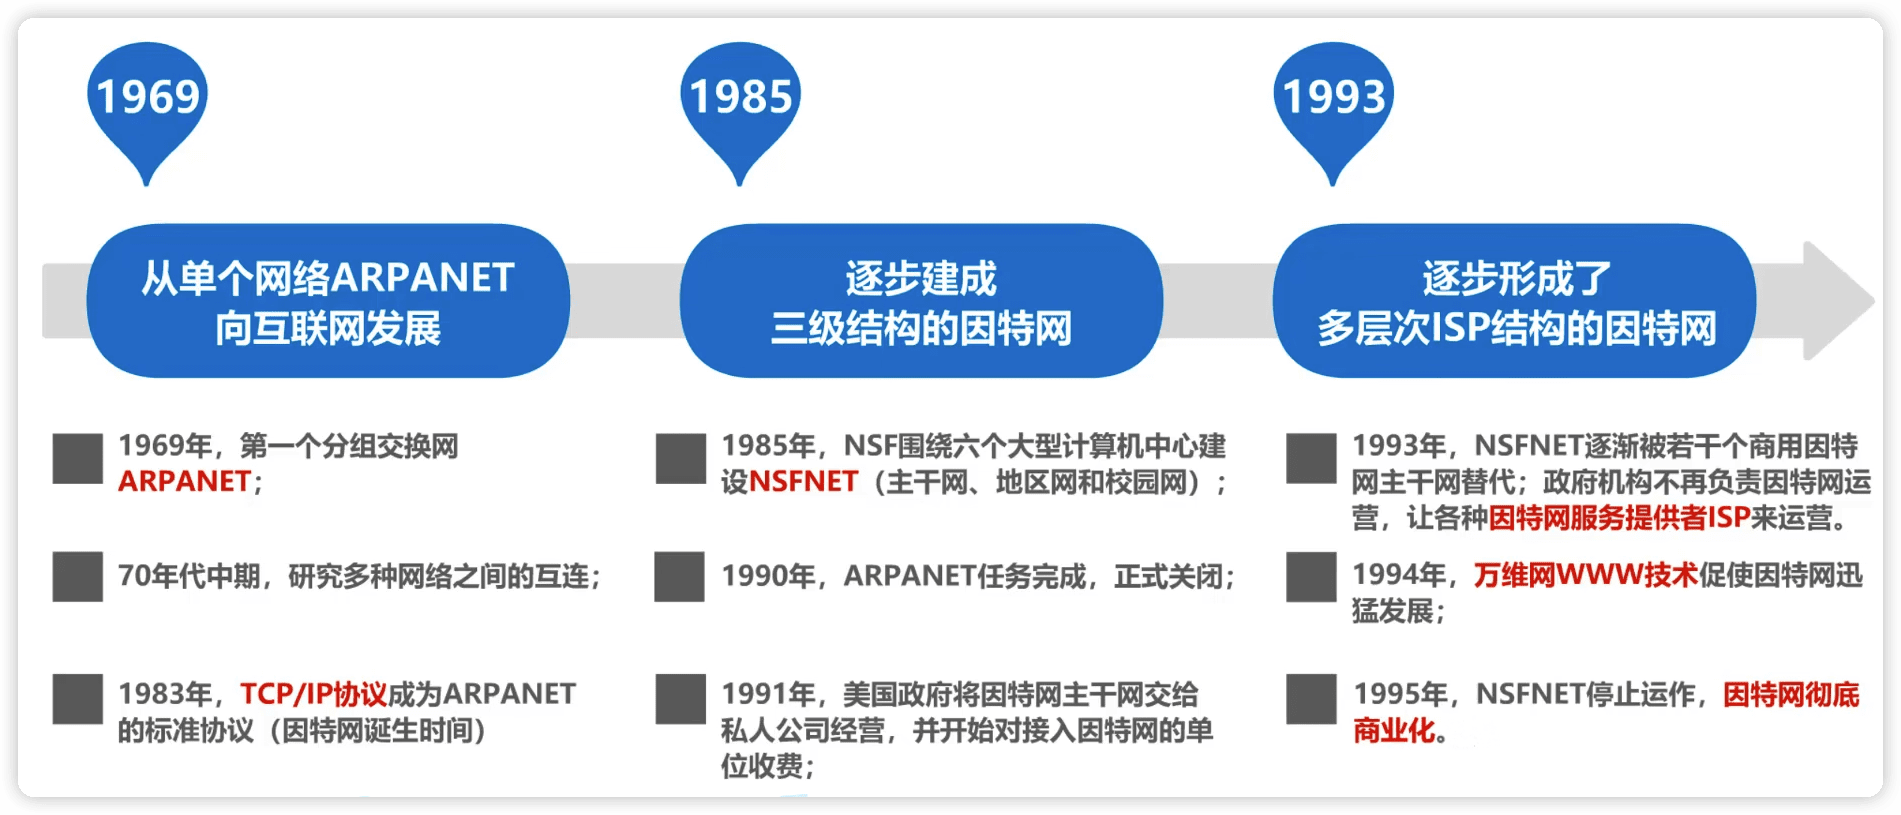 1969
从单个网络ARPANET
向互联网发展
1969年，第一个分组交换网
ARPANET；
70年代中期，研究多种网络之间的互连；
1983年，TCP/IP协议成为ARPANET
的标准协议（因特网诞生时间）
1985
逐步建成
三级结构的因特网
1985年，NSF围绕六个大型计算机中心建
设NSFNET（主干网、地区网和校园网）；
1990年，ARPANET任务完成，正式关闭；
1991年，美国政府将因特网主干网交给
私人公司经营，并开始对接入因特网的单
位收费；
1993
逐步形成了
多层次ISP结构的因特网
1993年，NSFNET逐渐被若干个商用因特
网主干网替代；政府机构不再负责因特网运
营，让各种因特网服务提供者ISP来运营。
1994年，万维网WWW技术促使因特网迅
猛发展；
1995年，NSFNET停止运作，因特网彻底
商业化。